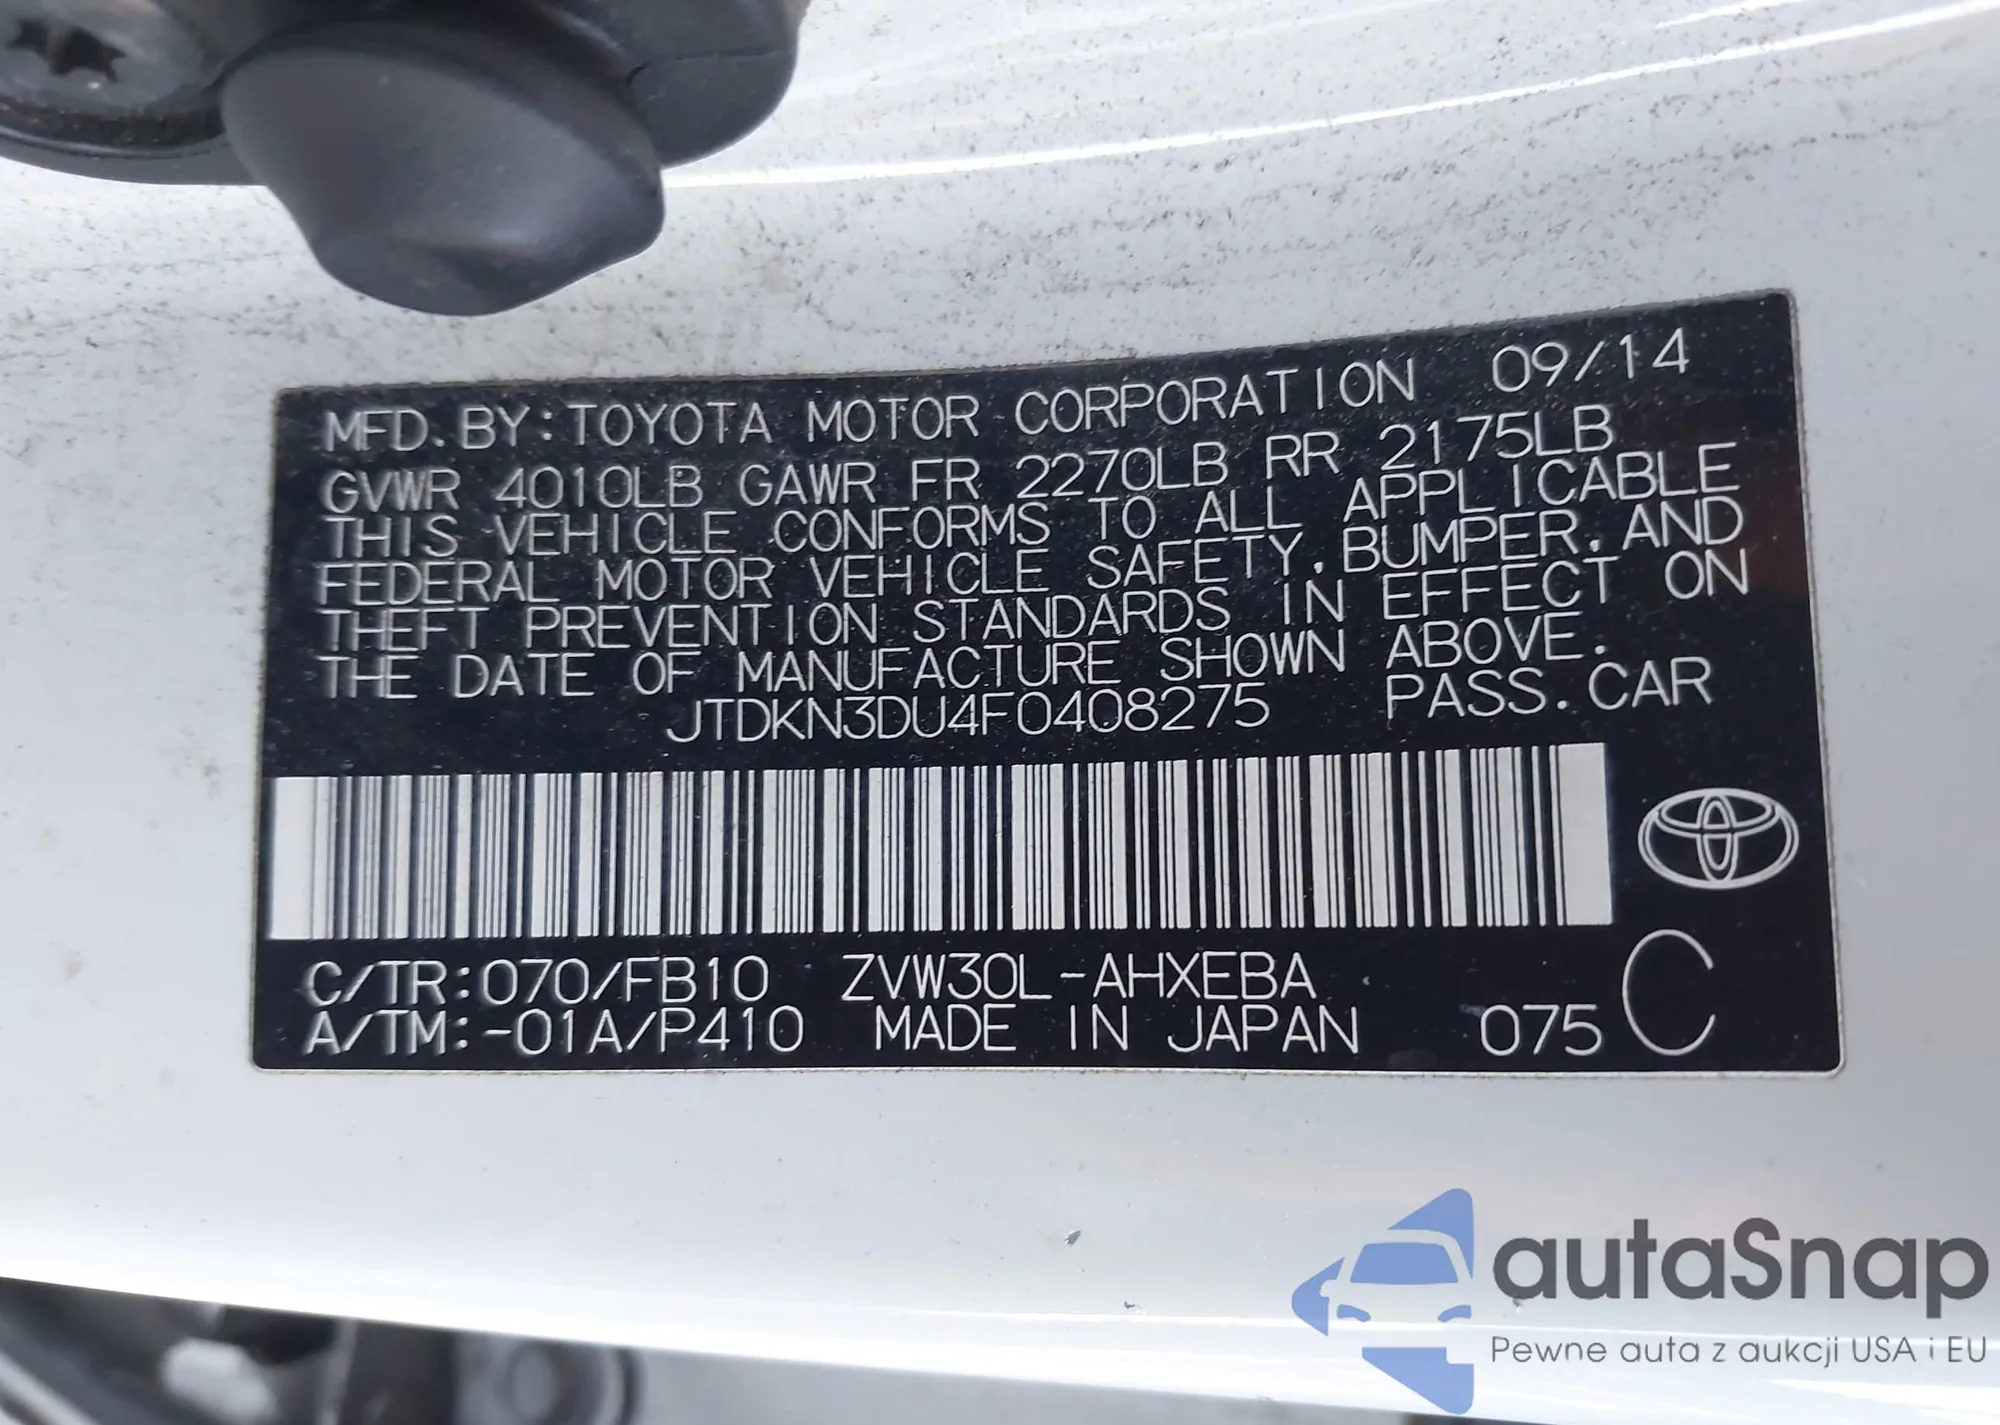 MFD. BY: TOYOTA MOTOR CORPORATION 09/14
GVWR 4010LB GAWR FR 2270LB RR 2175LB
THIS VEHICLE CONFORMS TO ALL APPLICABLE
FEDERAL MOTOR VEHICLE SAFETY, BUMPER, AND
THEFT PREVENTION STANDARDS IN EFFECT ON
THE DATE OF MANUFACTURE SHOWN ABOVE.
JTDKN3DU4F0408275 PASS. CAR
C/TR:070/FB10 ZVW30L-AHXEBA
A/TM:-01A/P410 MADE IN JAPAN 075 C
autaSnap
Pewne auta z aukcji USA i EU